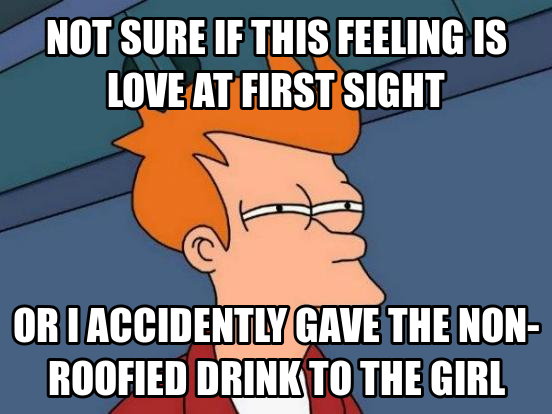 NOT SURE IF THIS FEELING IS
LOVE AT FIRST SIGHT
OR I ACCIDENTLY GAVE THE NON-
ROOFIED DRINK TO THE GIRL